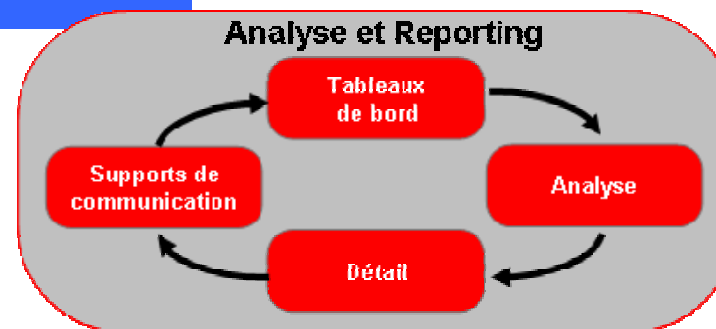 Analyse et Reporting
Tableaux
de bord
Supports de
communication
Analyse
Détail